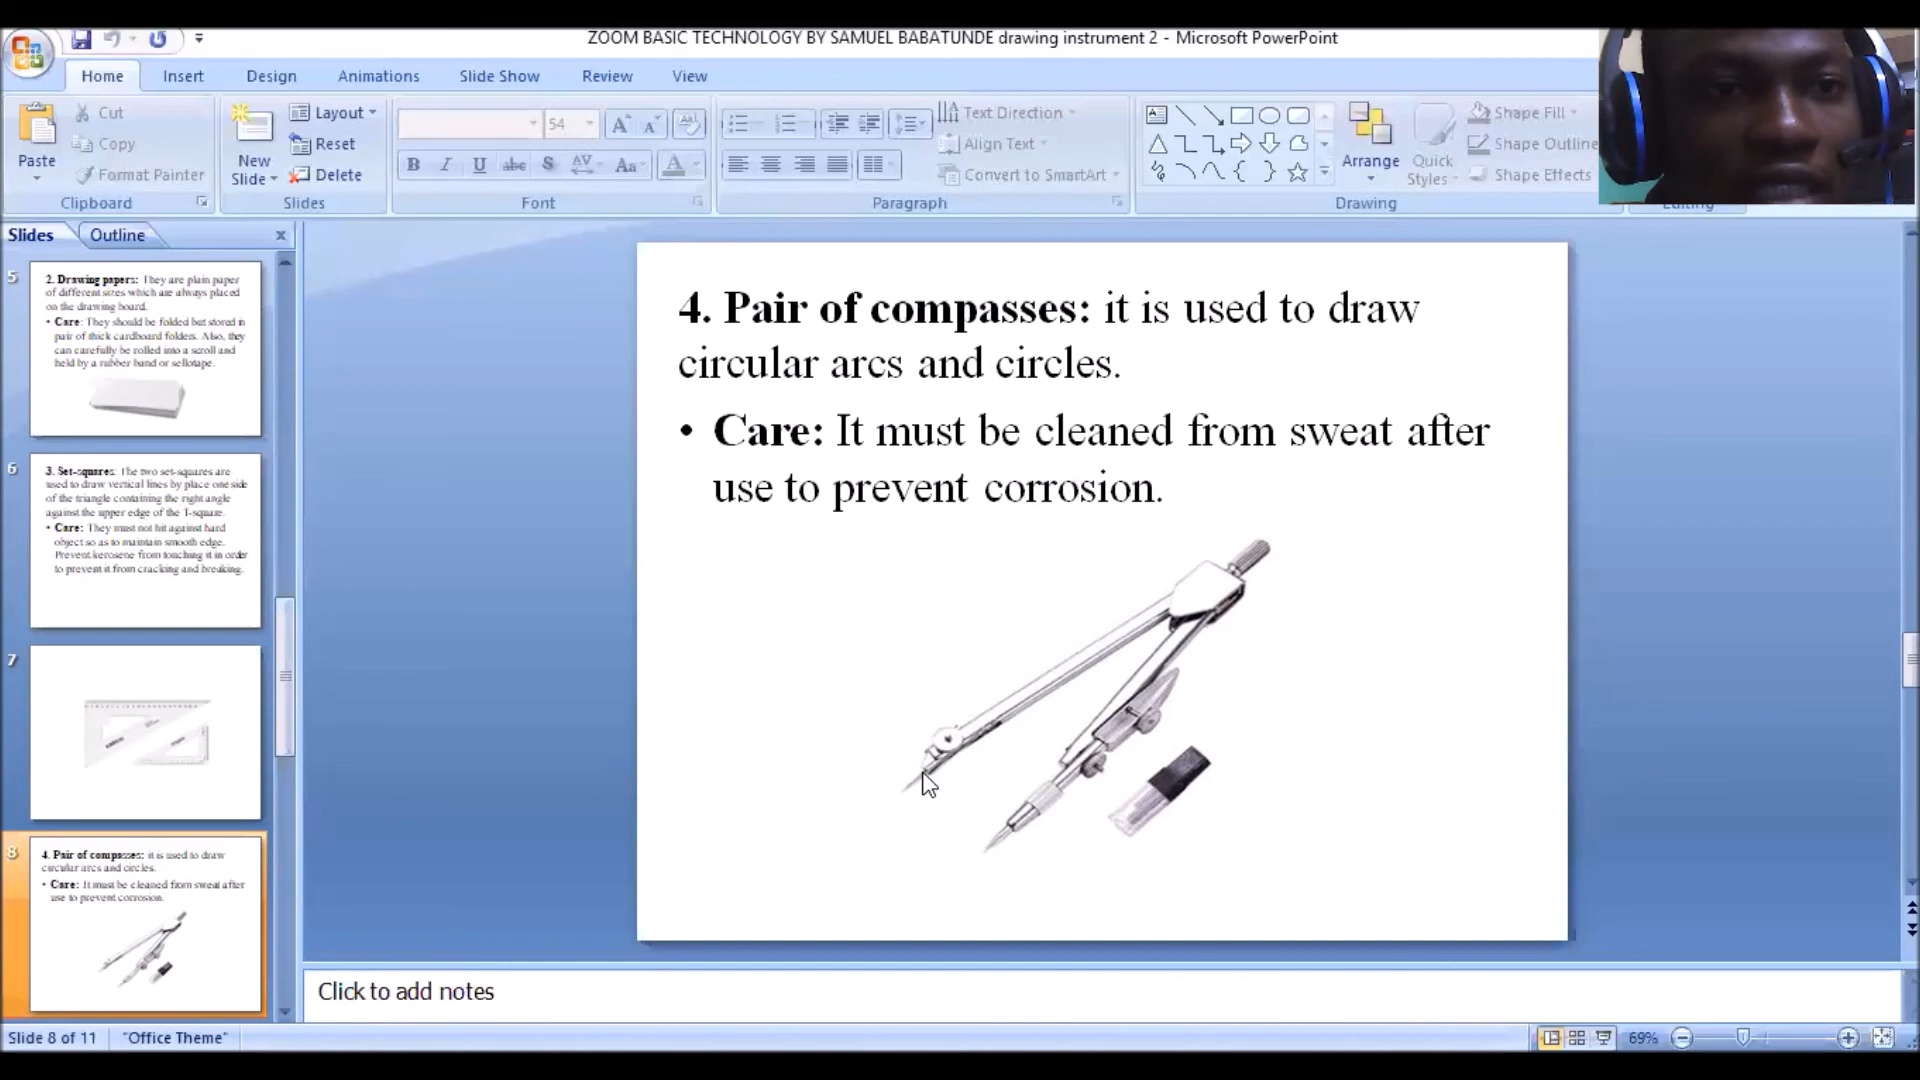 ZOOM BASIC TECHNOLOGY BY SAMUEL BABATUNDE drawing instrument 2 - Microsoft PowerPoint
Home Insert Design Animations Slide Show Review View
Paste
Cut
Copy
Format Painter
Clipboard
New
Slide
Layout
Reset
Delete
Slides
54
B I U abc S AV Aa A
Font
Text Direction
Align Text
Convert to SmartArt
Paragraph
Arrange
Quick
Styles
Shape Fill
Shape Outline
Shape Effects
Drawing
Editing
Slides Outline
5
2. Drawing papers: They are plain paper
of different sizes which are always placed
on the drawing board.
• Care: They should be folded but stored in
pair of thick cardboard folders. Also, they
can carefully be rolled into a scroll and
held by a rubber band or sellotape.
6
3. Set-squares: The two set-squares are
used to draw vertical lines by place one side
of the triangle containing the right angle
against the upper edge of the T-square.
• Care: They must not hit against hard
object so as to maintain smooth edge.
Prevent kerosene from touching it in order
to prevent it from cracking and breaking.
7
8
4. Pair of compasses: it is used to draw
circular arcs and circles.
• Care: It must be cleaned from sweat after
use to prevent corrosion.
4. Pair of compasses: it is used to draw
circular arcs and circles.
• Care: It must be cleaned from sweat after
use to prevent corrosion.
Click to add notes
Slide 8 of 11 "Office Theme" 69%